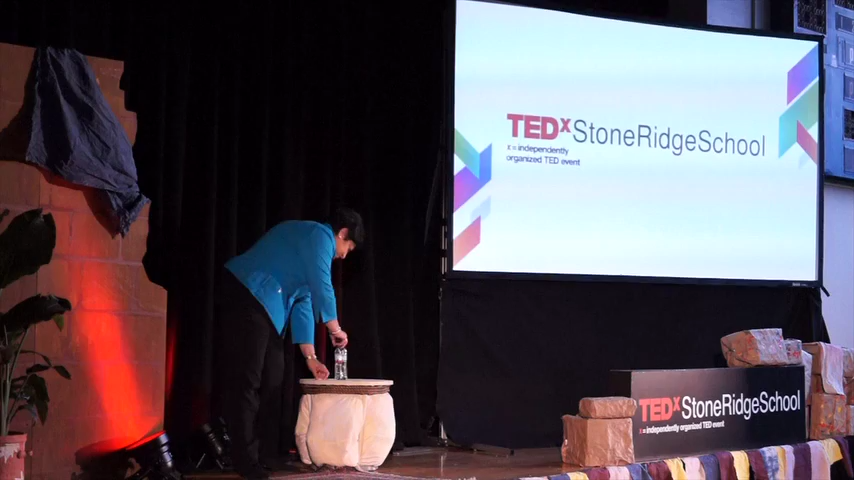 TEDxStoneRidgeSchool
x = independently
organized TED event
TEDxStoneRidgeSchool
x = independently organized TED event